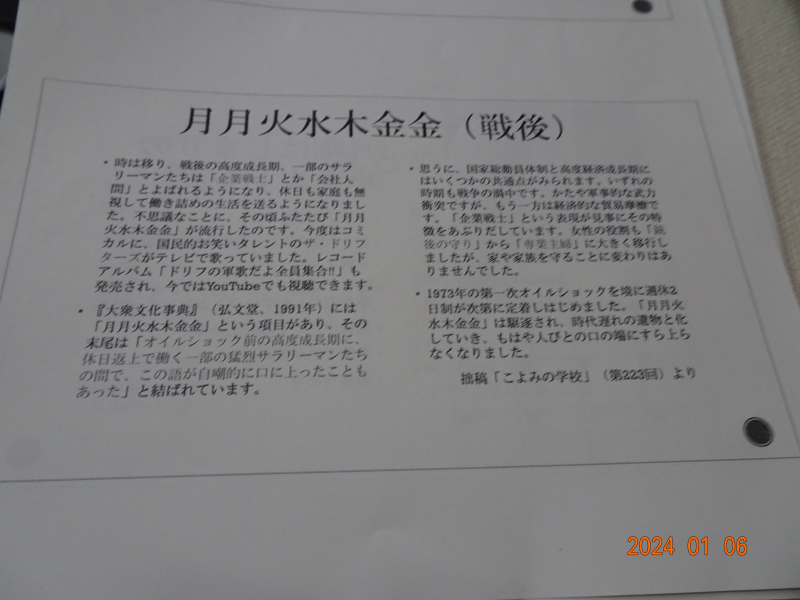 月月火水木金金（戦後）
・時は移り、戦後の高度成長期、一部のサラ
リーマンたちは「企業戦士」とか「会社人
間」とよばれるようになり、休日も家庭も無
視して働き詰めの生活を送るようになりまし
た。不思議なことに、その頃ふたたび「月月
火水木金金」が流行したのです。今度はコミ
カルに、国民的お笑いタレントのザ・ドリフ
ターズがテレビで歌っていました。レコード
アルバム「ドリフの軍歌だよ全員集合!!」も
発売され、今ではYouTubeでも視聴できます。
・『大衆文化事典』（弘文堂、1991年）には
「月月火水木金金」という項目があり、その
末尾は「オイルショック前の高度成長期に、
休日返上で働く一部の猛烈サラリーマンたち
の間で、この語が自嘲的に口に上ったことも
あった」と結ばれています。
・思うに、国家総動員体制と高度経済成長期に
はいくつかの共通点がみられます。いずれの
時期も戦争の渦中です。かたや軍事的な武力
衝突ですが、もう一方は経済的な貿易摩擦で
す。「企業戦士」という表現が見事にその特
徴をあぶりだしています。女性の役割も「銃
後の守り」から「専業主婦」に大きく移行し
ましたが、家や家族を守ることに変わりはあ
りませんでした。
・1973年の第一次オイルショックを境に週休2
日制が次第に定着しはじめました。「月月火
水木金金」は駆逐され、時代遅れの遺物と化
していき、もはや人びとの口の端にすら上ら
なくなりました。
拙稿「こよみの学校」（第223回）より
2024 01 06